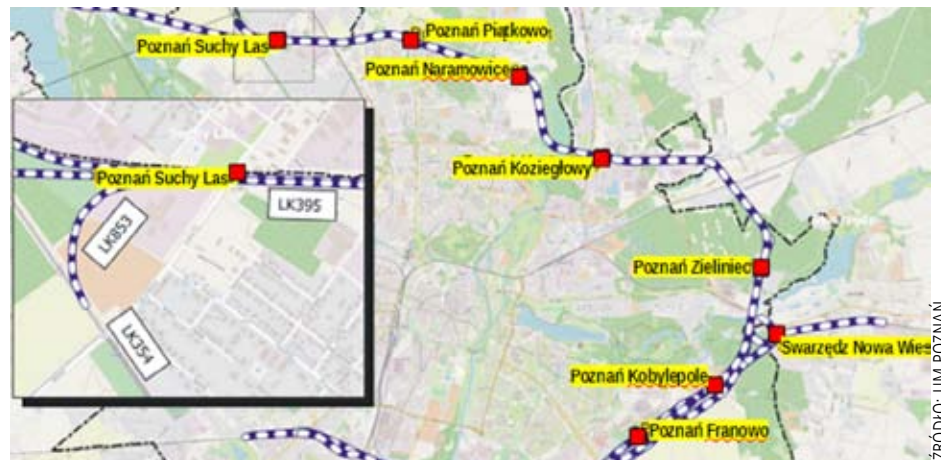 Poznań Suchy Las
Poznań Piątkowo
Poznań Naramowice
Poznań Koziegłowy
Poznań Suchy Las
LK395
LK853
LK354
Poznań Zieliniec
Swarzędz Nowa Wieś
Poznań Kobylepole
Poznań Franowo
ŹRÓDŁO: UM POZNAŃ